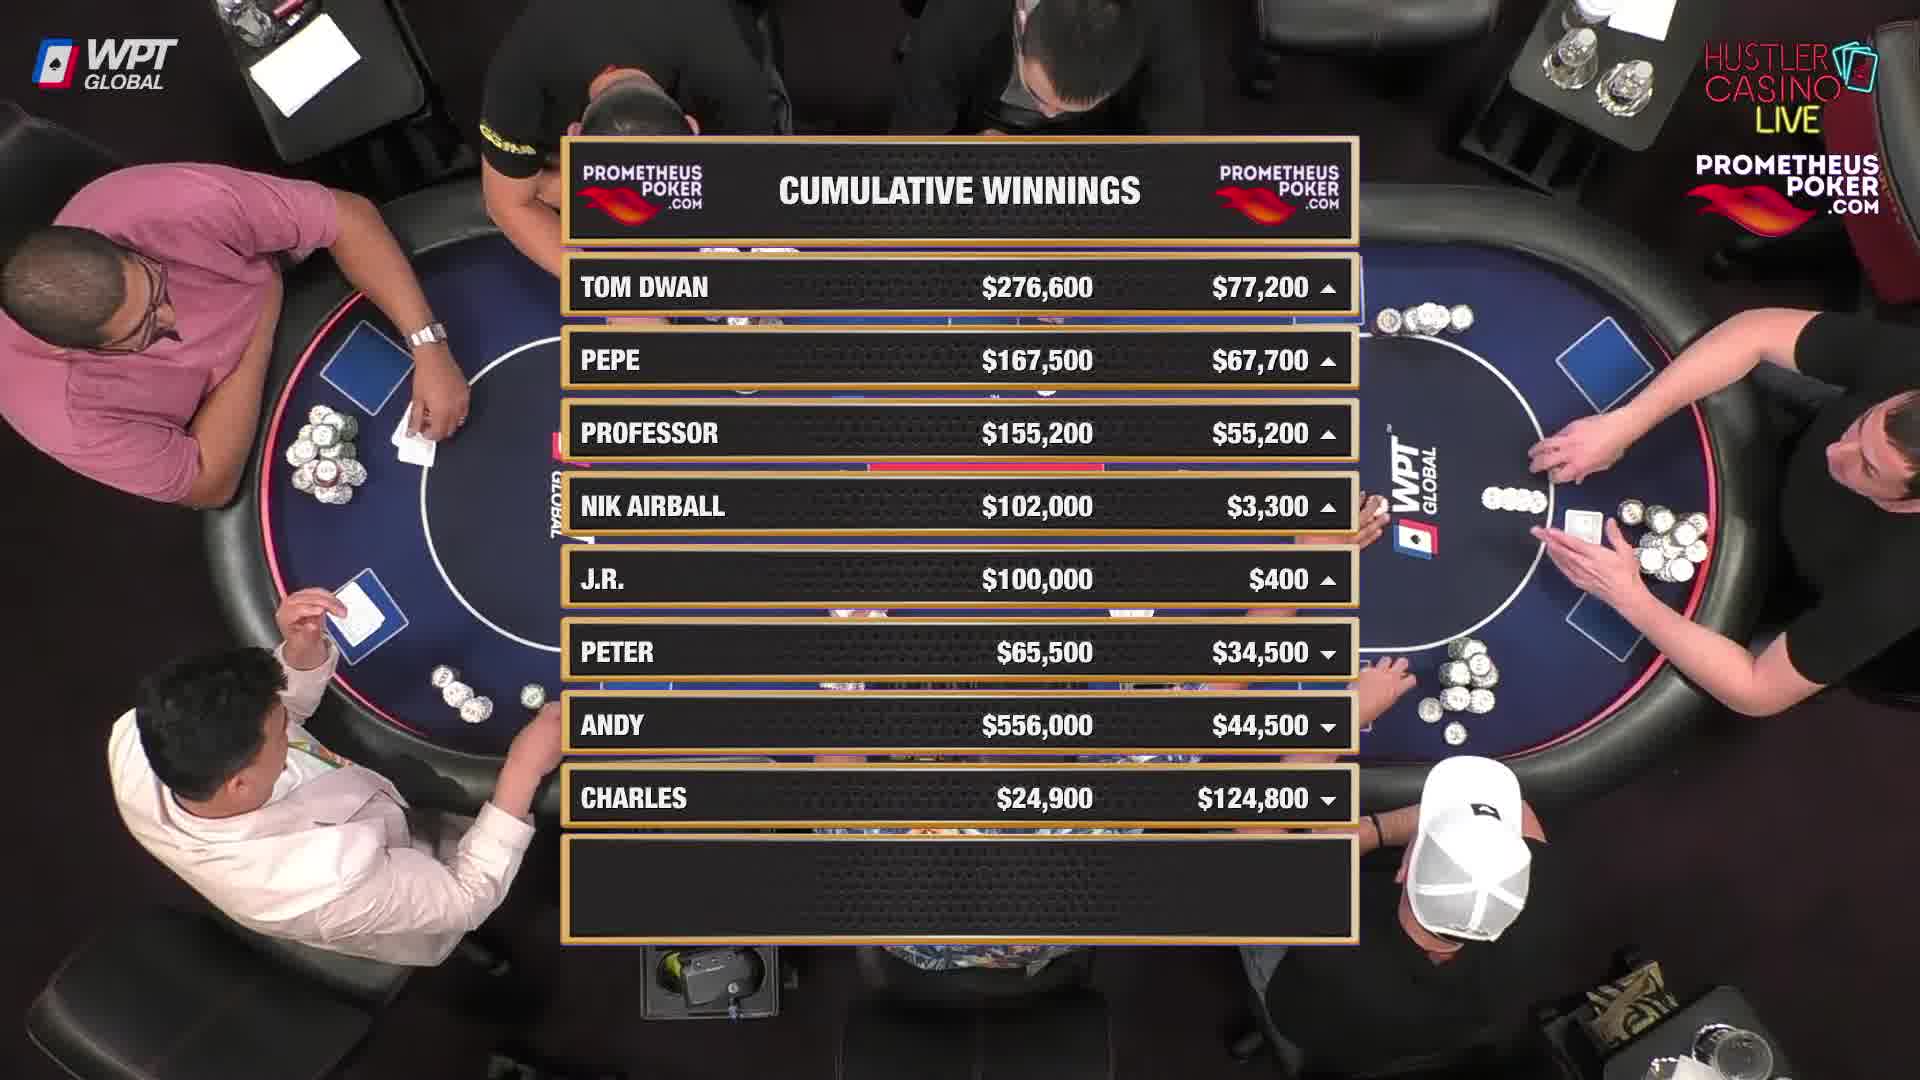 WPT
GLOBAL
HUSTLER
CASINO
LIVE
PROMETHEUS
POKER
.COM
PROMETHEUS
POKER
.COM
CUMULATIVE WINNINGS
PROMETHEUS
POKER
.COM
TOM DWAN $276,600 $77,200 ▲
PEPE $167,500 $67,700 ▲
PROFESSOR $155,200 $55,200 ▲
NIK AIRBALL $102,000 $3,300 ▲
J.R. $100,000 $400 ▲
PETER $65,500 $34,500 ▼
ANDY $556,000 $44,500 ▼
CHARLES $24,900 $124,800 ▼
WPT
GLOBAL
GLOBAL